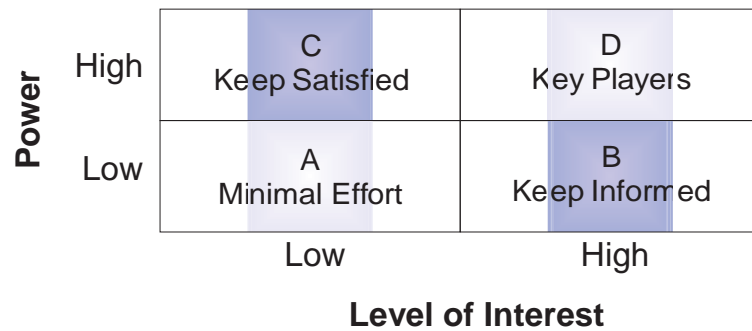 Power
High
C
Keep Satisfied
D
Key Players
Low
A
Minimal Effort
B
Keep Informed
Low
High
Level of Interest